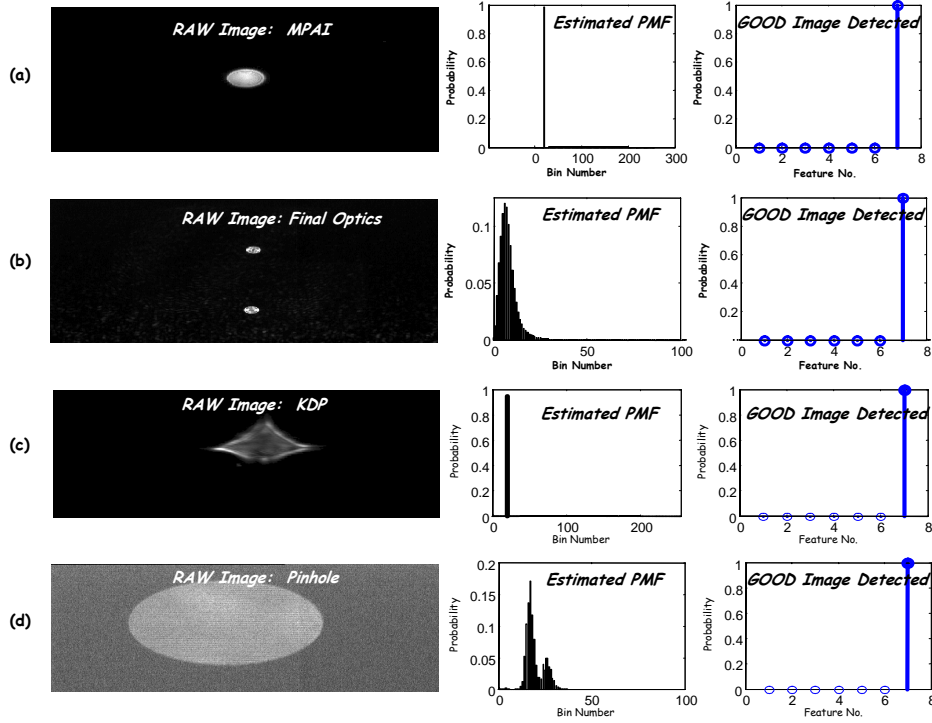 (a)
RAW Image: MPAI
1
0.8
0.6
0.4
0.2
0
Probability
Estimated PMF
0 100 200 300
Bin Number
1
0.8
0.6
0.4
0.2
0
Probability
GOOD Image Detected
0 2 4 6 8
Feature No.
(b)
RAW Image: Final Optics
0.1
0.05
0
Probability
Estimated PMF
0 50 100
Bin Number
1
0.8
0.6
0.4
0.2
Probability
GOOD Image Detected
0 2 4 6 8
Feature No.
(c)
RAW Image: KDP
1
0.8
0.6
0.4
0.2
0
Probability
Estimated PMF
0 100 200
Bin Number
1
0.8
0.6
0.4
0.2
0
Probability
GOOD Image Detected
0 2 4 6 8
Feature No.
(d)
RAW Image: Pinhole
0.2
0.15
0.1
0.05
0
Probability
Estimated PMF
0 50 100
Bin Number
1
0.8
0.6
0.4
0.2
0
Probability
GOOD Image Detected
0 2 4 6 8
Feature No.